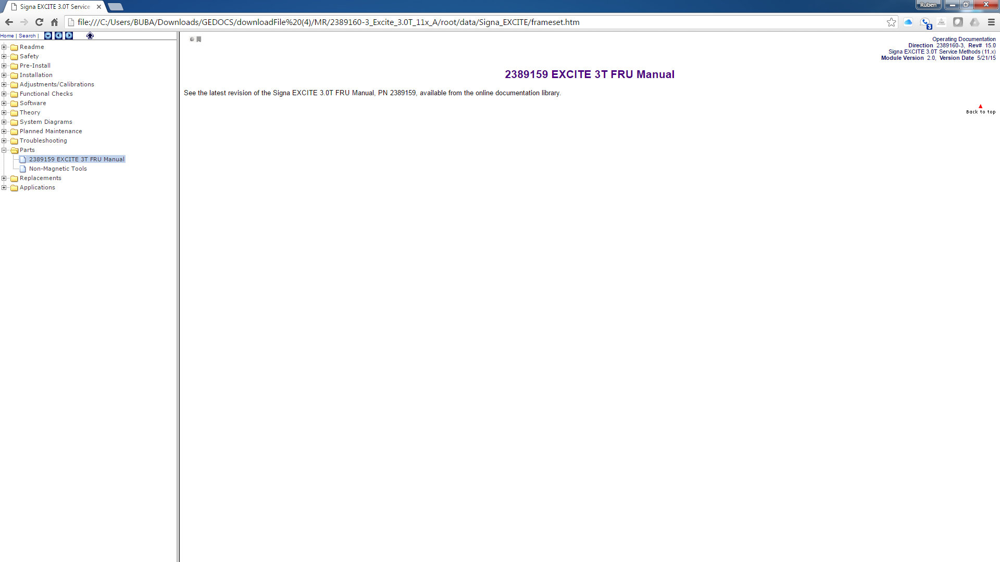 Signa EXCITE 3.0T Service
Ruben
file:///C:/Users/BUBA/Downloads/GEDOCS/downloadFile%20(4)/MR/2389160-3_Excite_3.0T_11x_A/root/data/Signa_EXCITE/frameset.htm
3
Home | Search |
Readme
Safety
Pre-Install
Installation
Adjustments/Calibrations
Functional Checks
Software
Theory
System Diagrams
Planned Maintenance
Troubleshooting
Parts
2389159 EXCITE 3T FRU Manual
Non-Magnetic Tools
Replacements
Applications
Operating Documentation
Direction 2389160-3, Rev# 15.0
Signa EXCITE 3.0T Service Methods (11.x)
Module Version 2.0, Version Date 5/21/15
2389159 EXCITE 3T FRU Manual
See the latest revision of the Signa EXCITE 3.0T FRU Manual, PN 2389159, available from the online documentation library.
Back to top